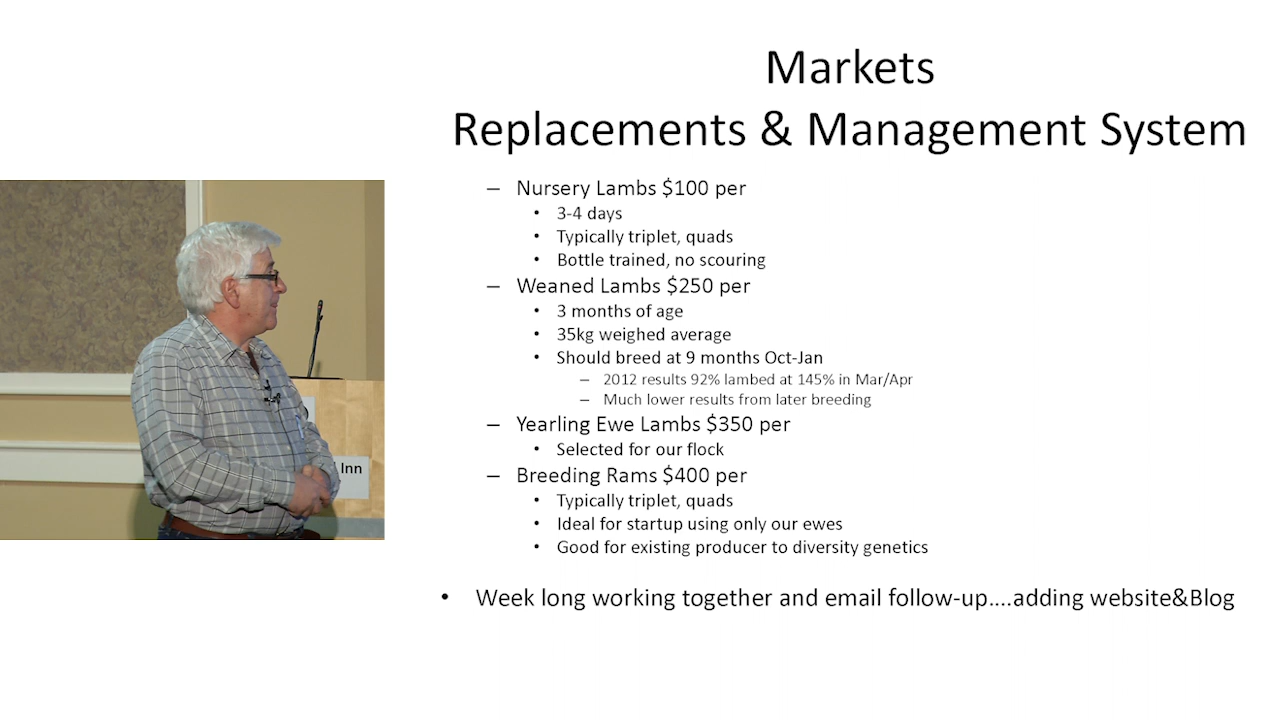 Markets
Replacements & Management System
– Nursery Lambs $100 per
• 3-4 days
• Typically triplet, quads
• Bottle trained, no scouring
– Weaned Lambs $250 per
• 3 months of age
• 35kg weighed average
• Should breed at 9 months Oct-Jan
– 2012 results 92% lambed at 145% in Mar/Apr
– Much lower results from later breeding
– Yearling Ewe Lambs $350 per
• Selected for our flock
– Breeding Rams $400 per
• Typically triplet, quads
• Ideal for startup using only our ewes
• Good for existing producer to diversity genetics
• Week long working together and email follow-up....adding website&Blog
Inn